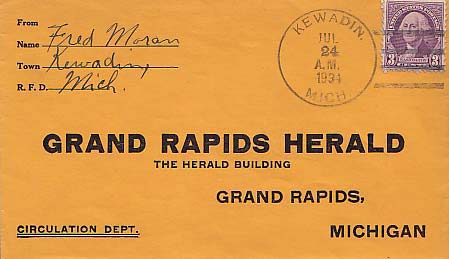 From
Name Fred Moran
Town Kewadin,
R. F. D. Mich.
KEWADIN.
JUL
24
A.M.
1934
MICH.
3 3
GRAND RAPIDS HERALD
THE HERALD BUILDING
GRAND RAPIDS,
CIRCULATION DEPT. MICHIGAN